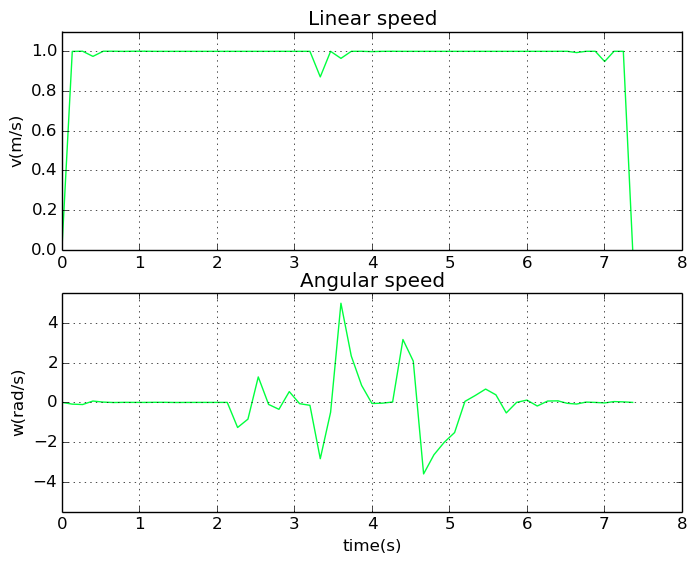 Linear speed
1.0
0.8
0.6
0.4
0.2
0.0
v(m/s)
0 1 2 3 4 5 6 7 8
Angular speed
4
2
0
−2
−4
w(rad/s)
0 1 2 3 4 5 6 7 8
time(s)